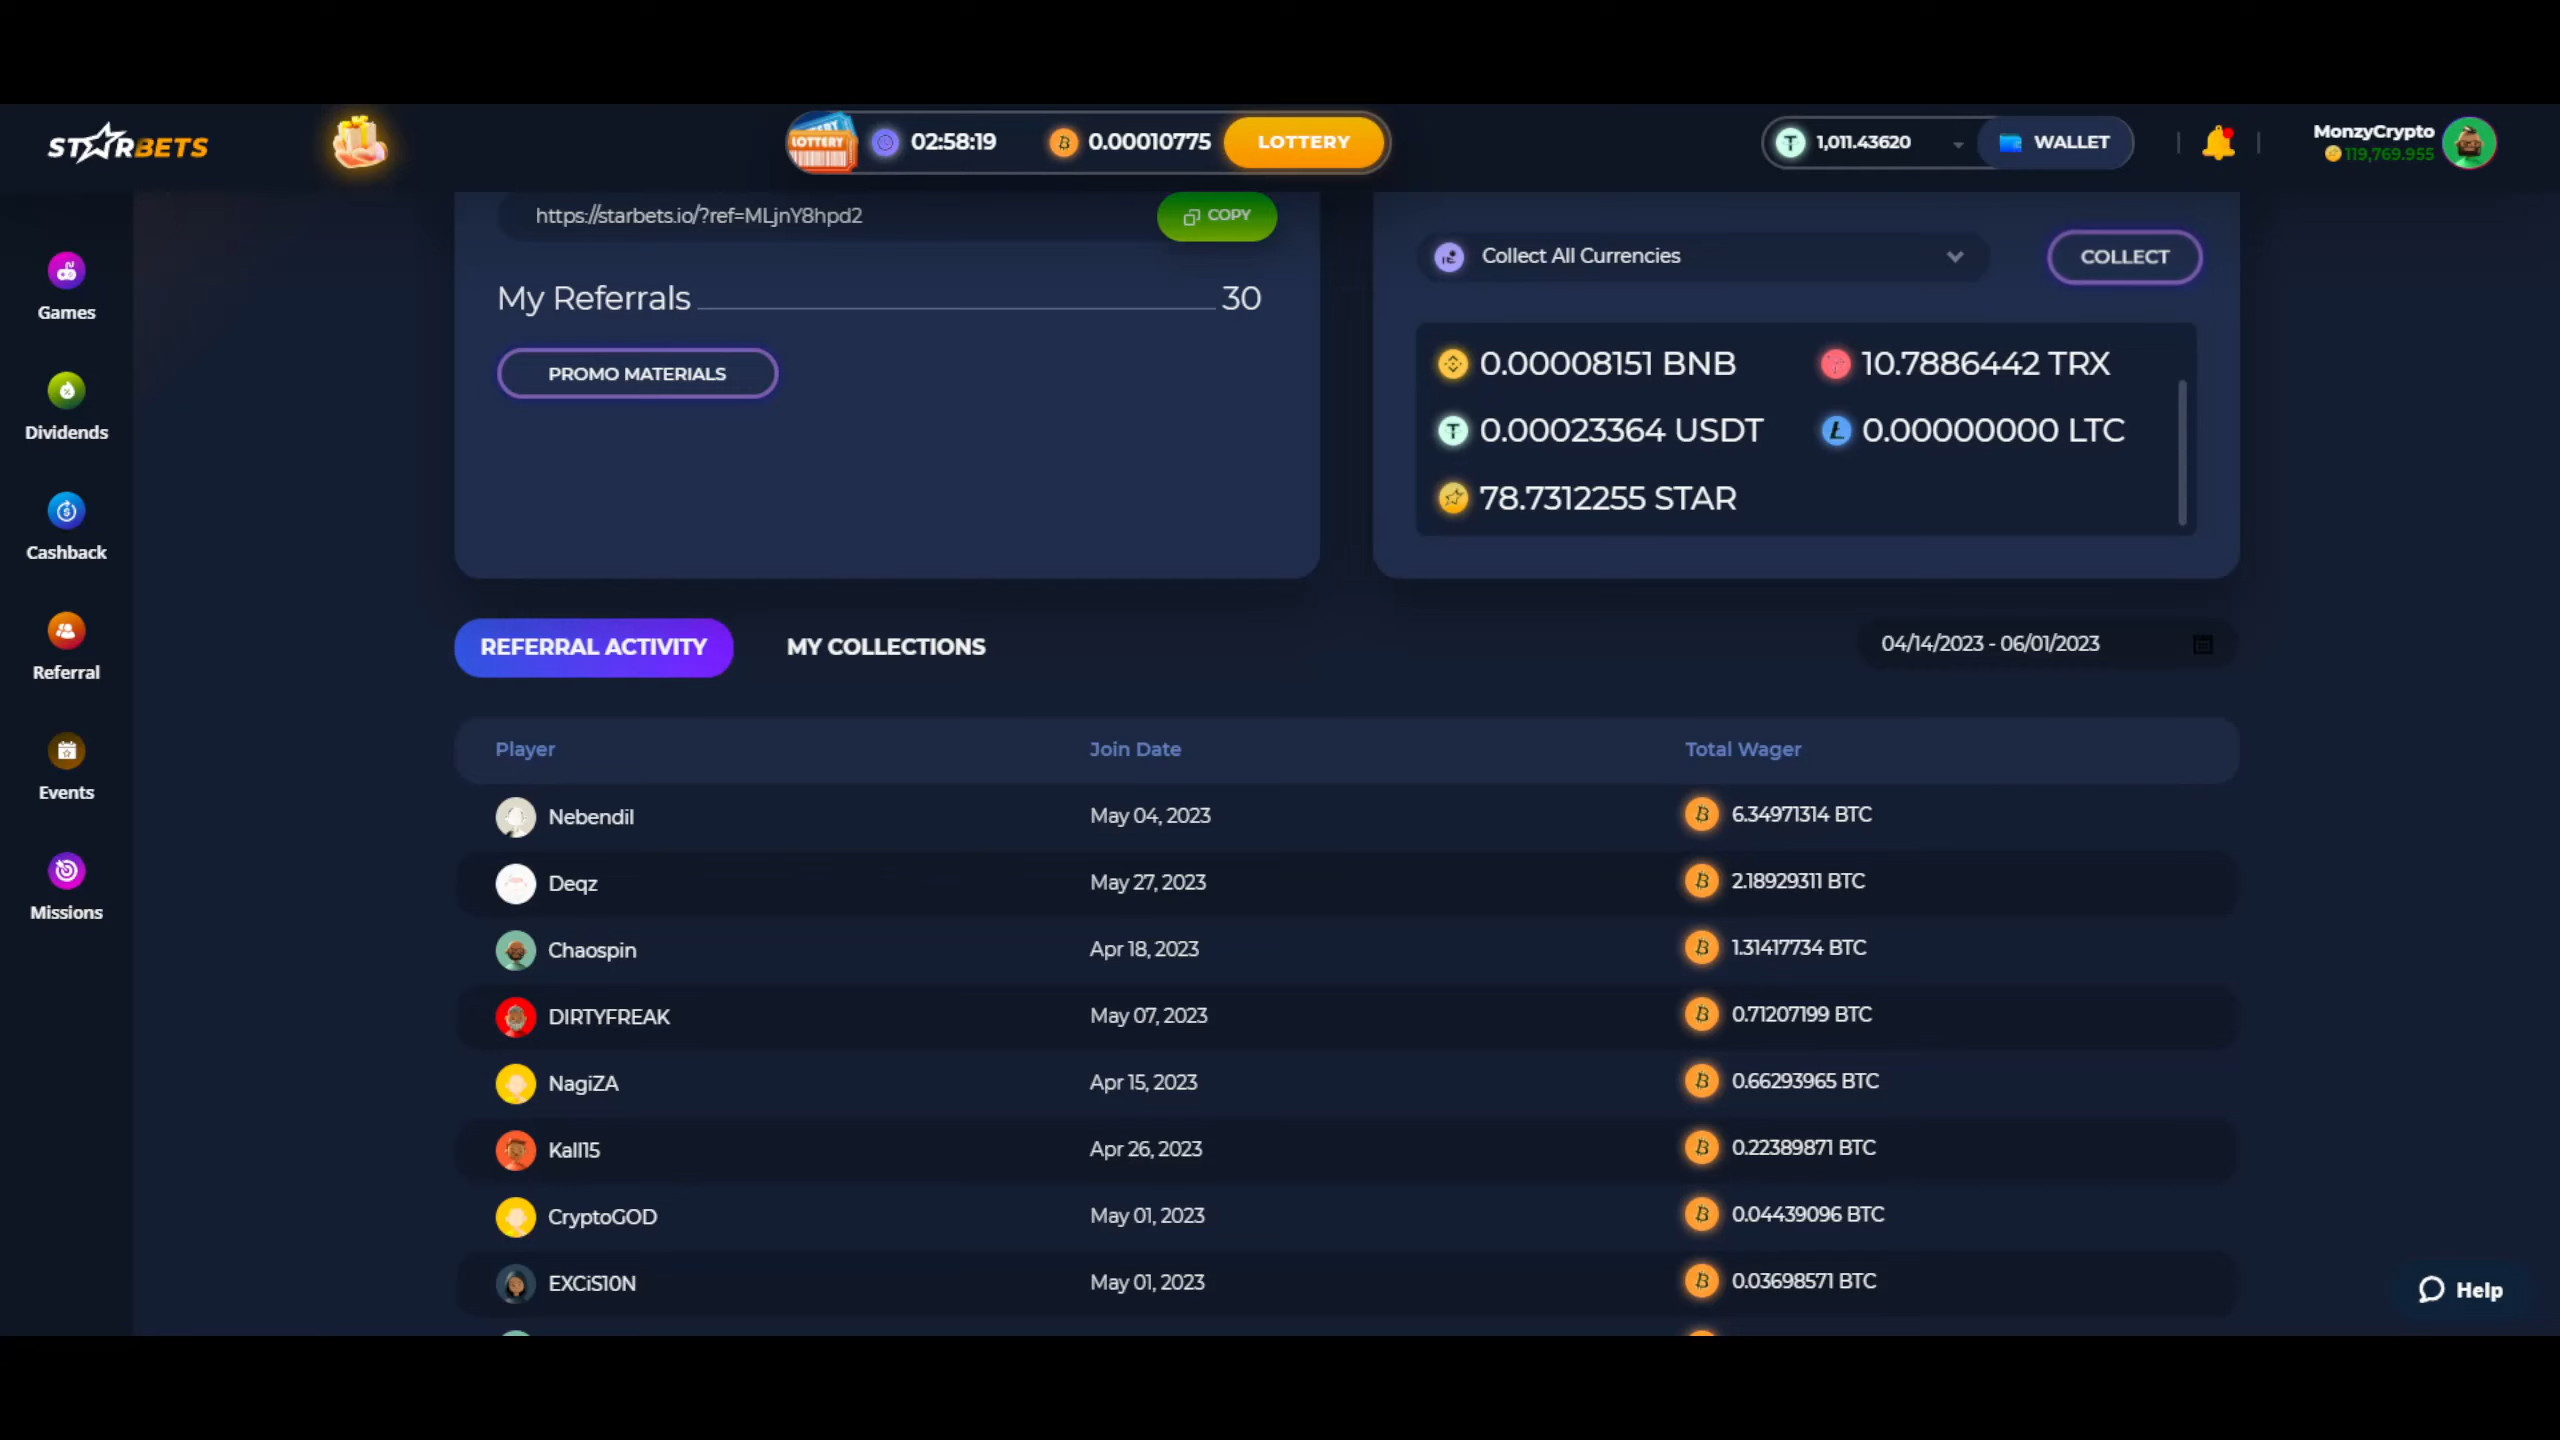 STARBETS
LOTTERY
02:58:19
0.00010775
LOTTERY
1,011.43620
WALLET
MonzyCrypto
119,769.955
https://starbets.io/?ref=MLjnY8hpd2
COPY
Collect All Currencies
COLLECT
Games
My Referrals 30
PROMO MATERIALS
0.00008151 BNB
10.7886442 TRX
Dividends
0.00023364 USDT
0.00000000 LTC
78.7312255 STAR
Cashback
Referral
REFERRAL ACTIVITY
MY COLLECTIONS
04/14/2023 - 06/01/2023
Events
Missions
Player Join Date Total Wager
Nebendil May 04, 2023 6.34971314 BTC
Deqz May 27, 2023 2.18929311 BTC
Chaospin Apr 18, 2023 1.31417734 BTC
DIRTYFREAK May 07, 2023 0.71207199 BTC
NagiZA Apr 15, 2023 0.66293965 BTC
Kall15 Apr 26, 2023 0.22389871 BTC
CryptoGOD May 01, 2023 0.04439096 BTC
EXCiS10N May 01, 2023 0.03698571 BTC
Help